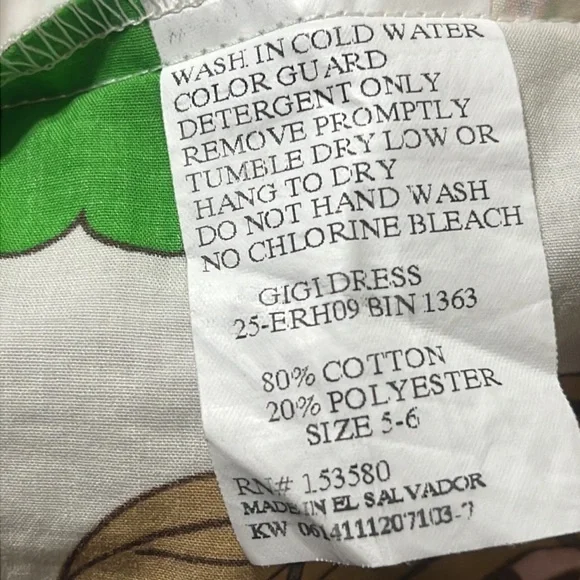 WASH IN COLD WATER
COLOR GUARD
DETERGENT ONLY
REMOVE PROMPTLY
TUMBLE DRY LOW OR
HANG TO DRY
DO NOT HAND WASH
NO CHLORINE BLEACH
GIGI DRESS
25-ERH09 BIN 1363
80% COTTON
20% POLYESTER
SIZE 5-6
RN# 153580
MADE IN EL SALVADOR
KW